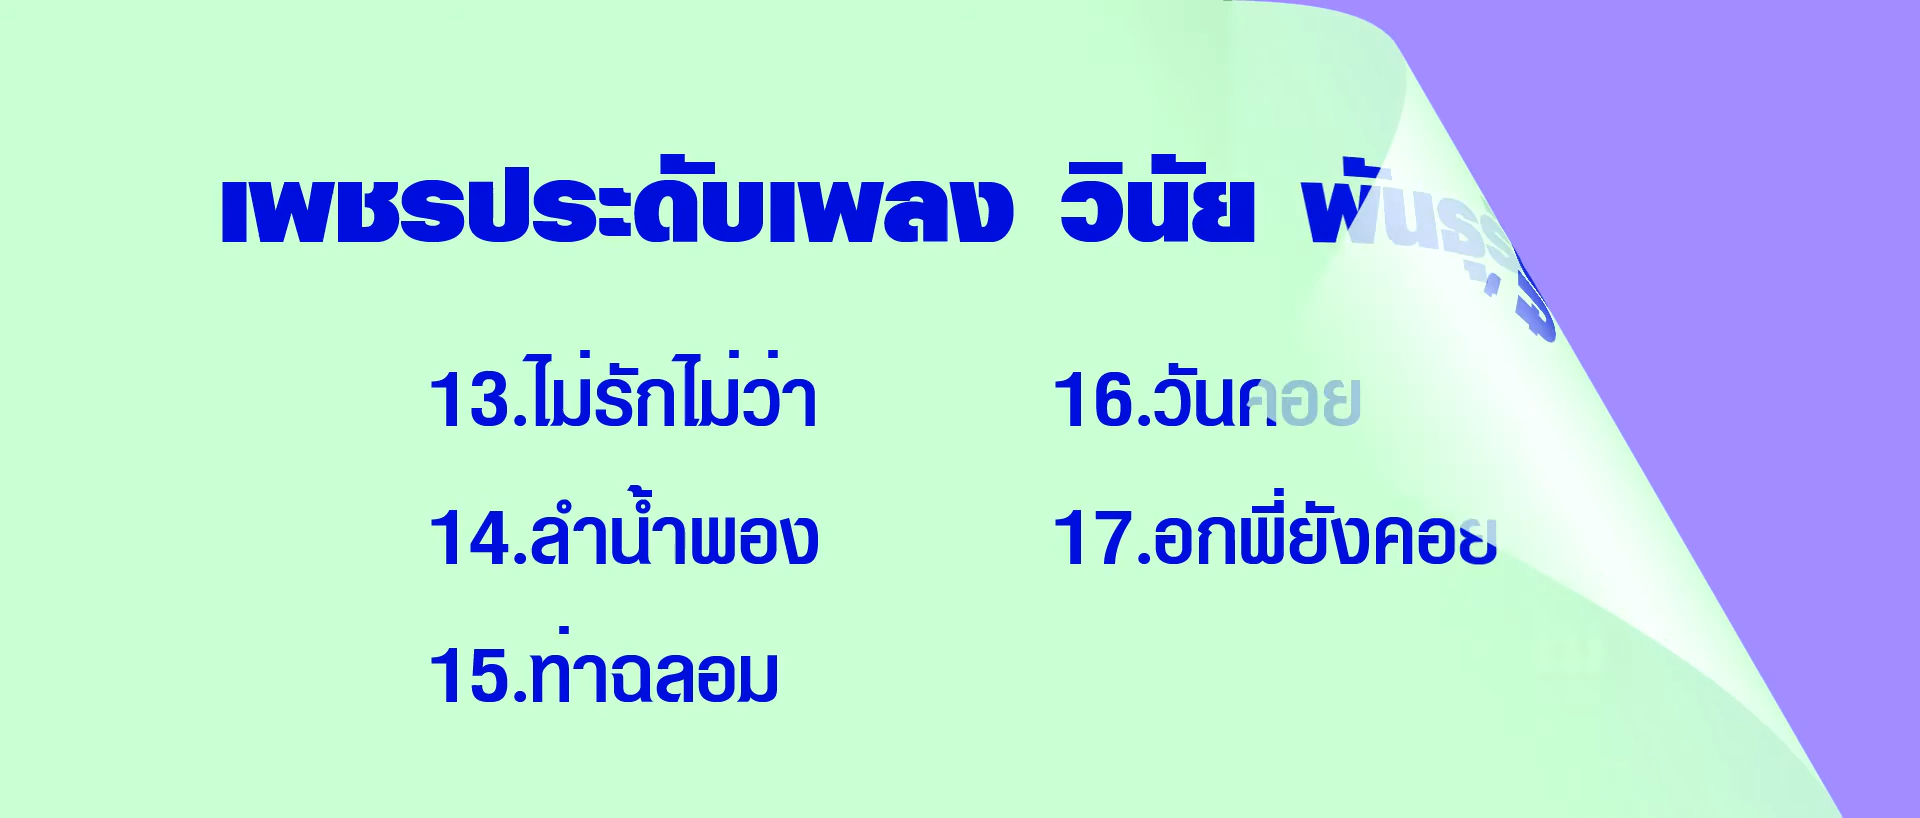 เพชรประดับเพลง วินัย พันธุรักษ์
13.ไม่รักไม่ว่า
16.วันคอย
14.ลำน้ำพอง
17.อกพี่ยังคอย
15.ท่าฉลอม